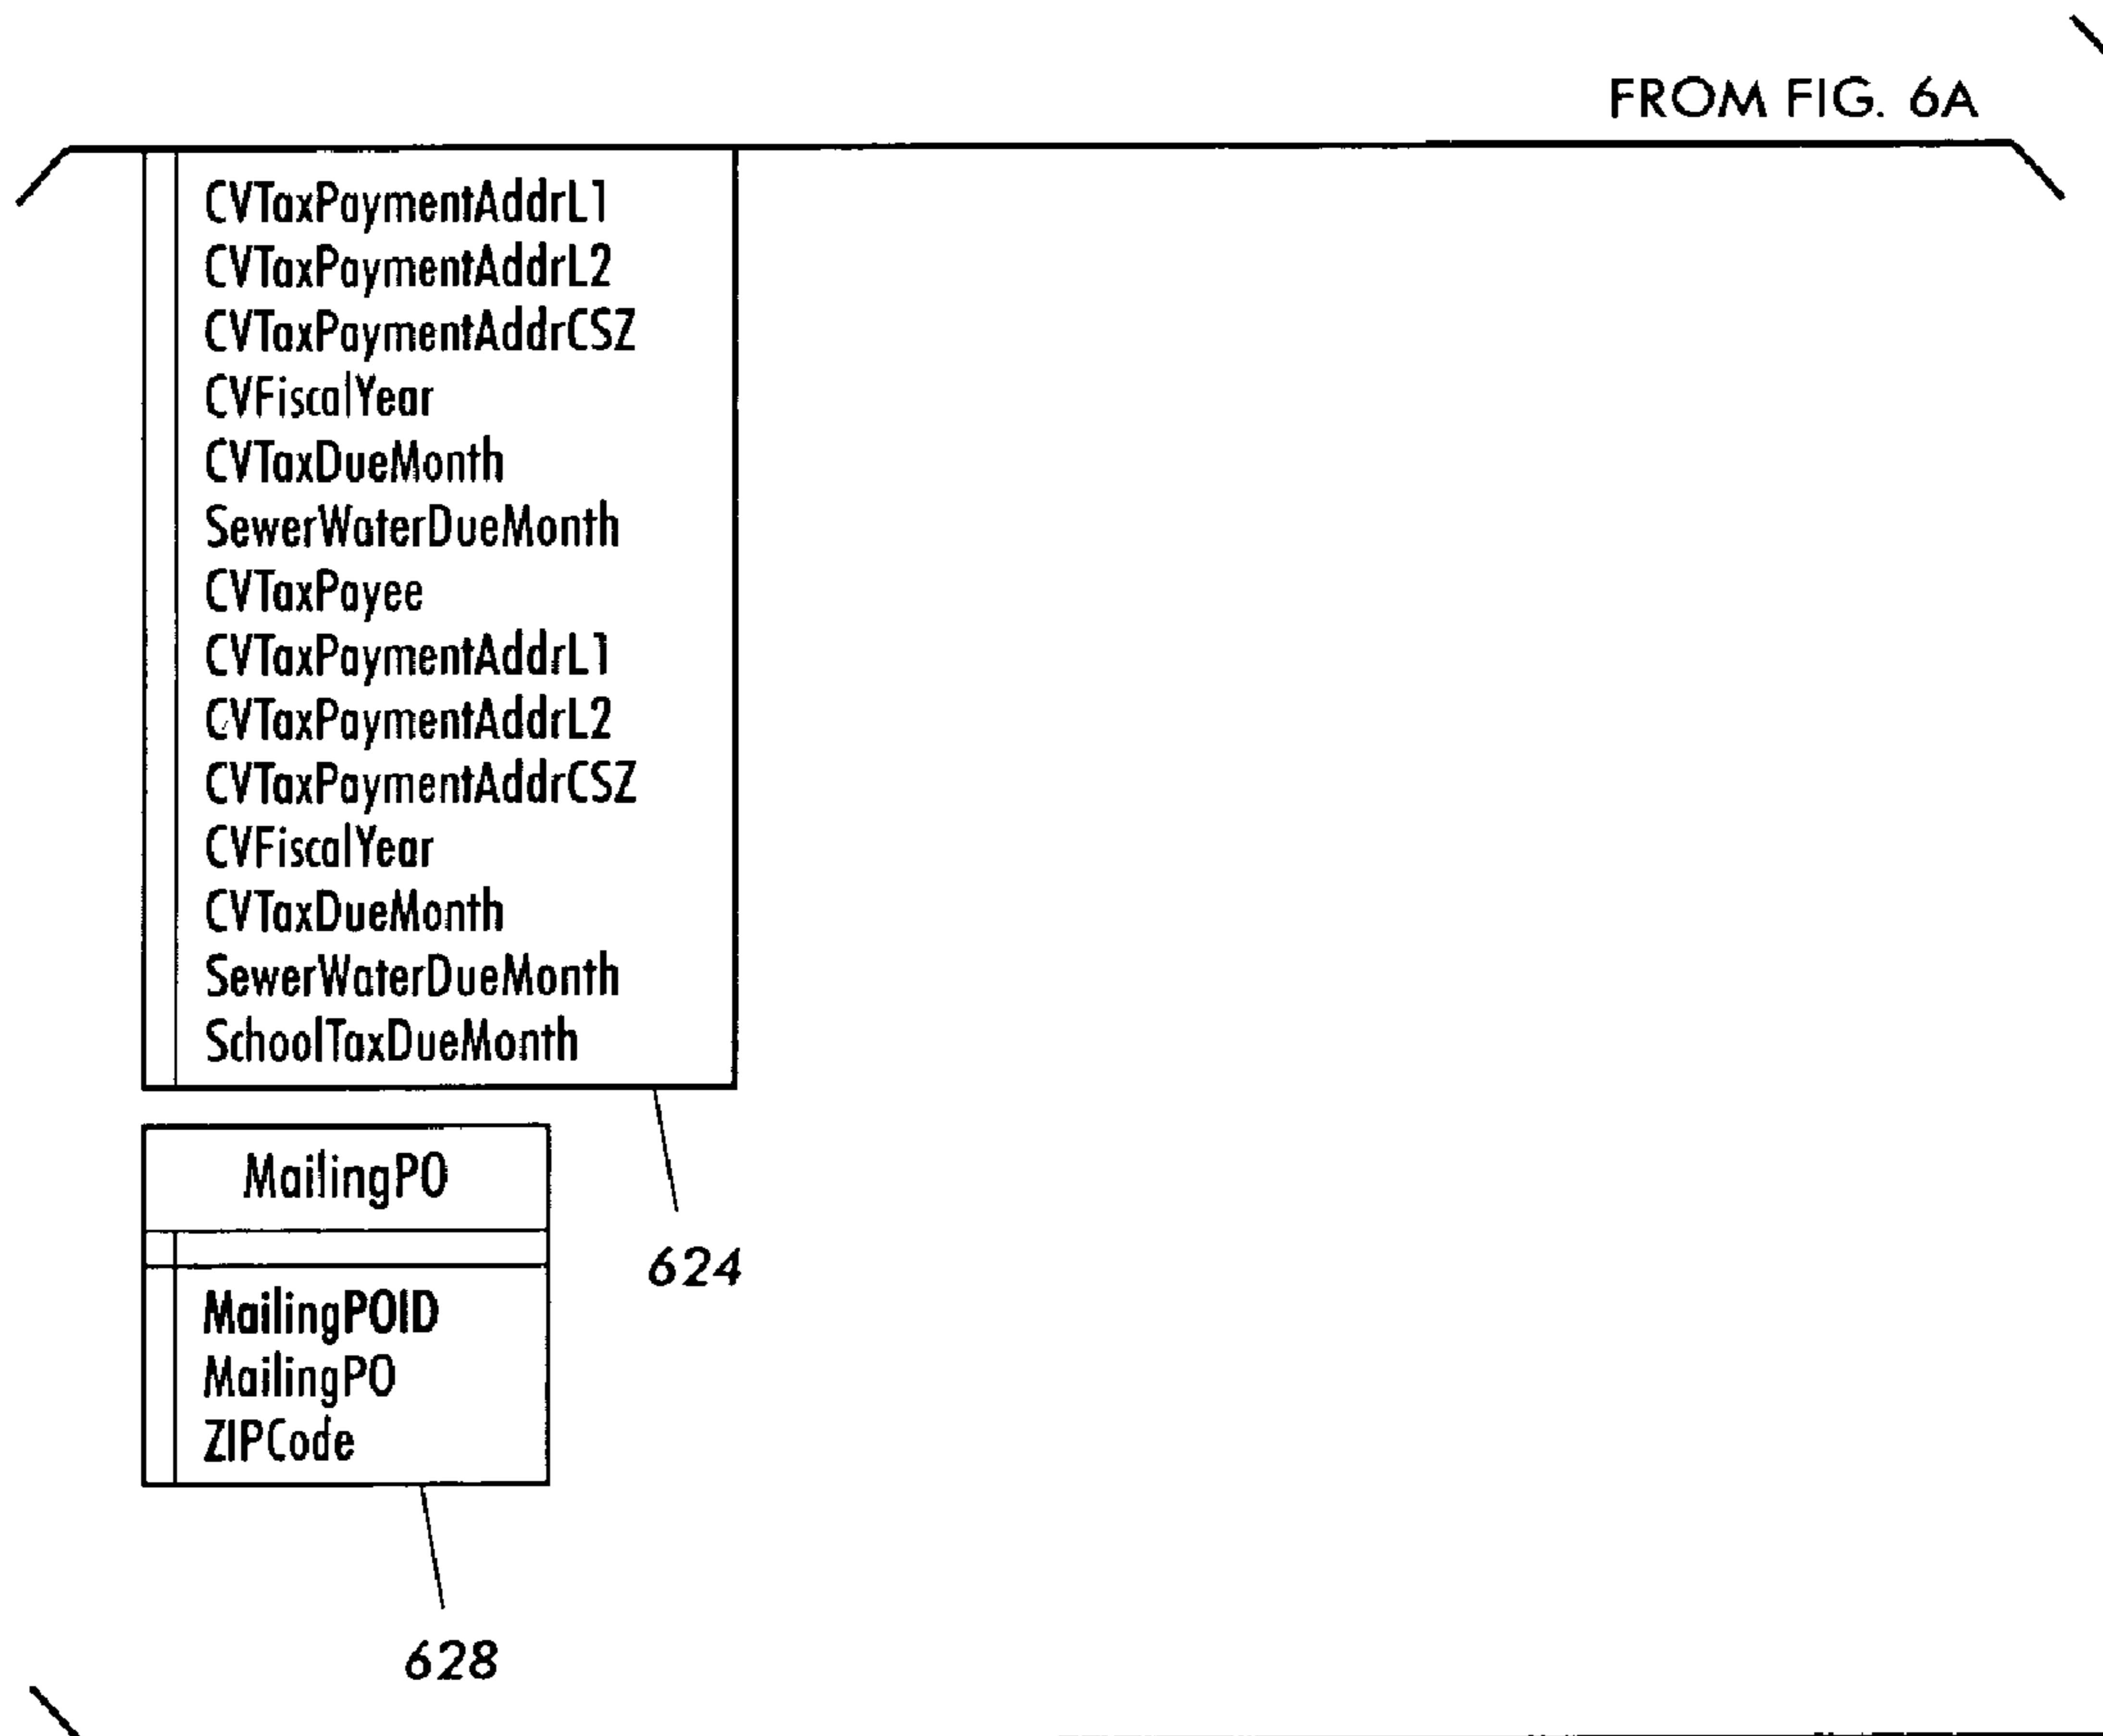 FROM FIG. 6A
CVTaxPaymentAddrL1
CVTaxPaymentAddrL2
CVTaxPaymentAddrCSZ
CVFiscalYear
CVTaxDueMonth
SewerWaterDueMonth
CVTaxPayee
CVTaxPaymentAddrL1
CVTaxPaymentAddrL2
CVTaxPaymentAddrCSZ
CVFiscalYear
CVTaxDueMonth
SewerWaterDueMonth
SchoolTaxDueMonth
624
MailingPO
MailingPOID
MailingPO
ZIPCode
628